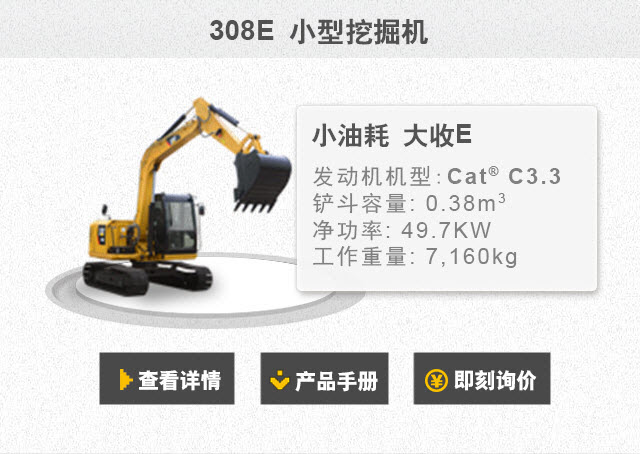 308E 小型挖掘机
小油耗 大收E
发动机机型: Cat® C3.3
铲斗容量: 0.38m³
净功率: 49.7KW
工作重量: 7,160kg
查看详情
产品手册
即刻询价